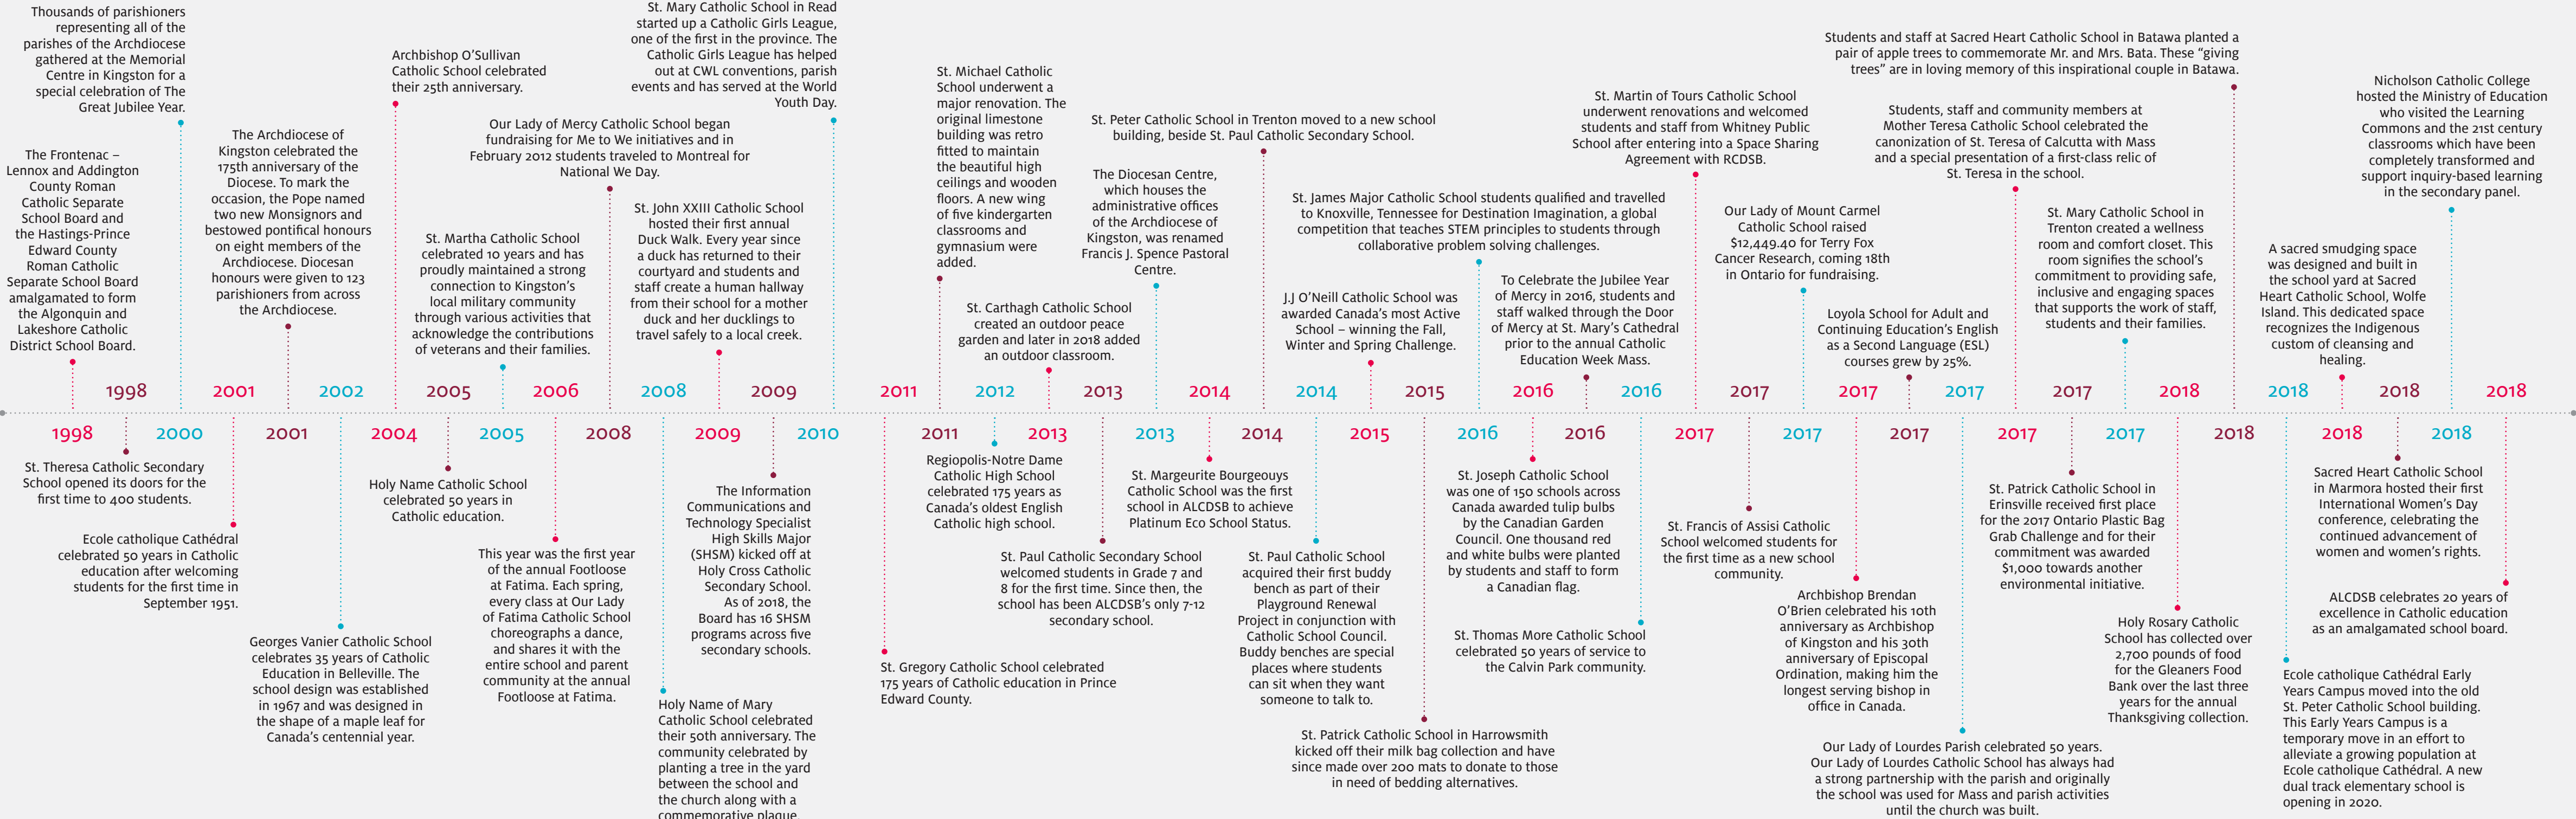 Thousands of parishioners
representing all of the
parishes of the Archdiocese
gathered at the Memorial
Centre in Kingston for a
special celebration of The
Great Jubilee Year.
The Frontenac –
Lennox and Addington
County Roman
Catholic Separate
School Board and
the Hastings-Prince
Edward County
Roman Catholic
Separate School Board
amalgamated to form
the Algonquin and
Lakeshore Catholic
District School Board.
The Archdiocese of
Kingston celebrated the
175th anniversary of the
Diocese. To mark the
occasion, the Pope named
two new Monsignors and
bestowed pontifical honours
on eight members of the
Archdiocese. Diocesan
honours were given to 123
parishioners from across
the Archdiocese.
Archbishop O’Sullivan
Catholic School celebrated
their 25th anniversary.
St. Martha Catholic School
celebrated 10 years and has
proudly maintained a strong
connection to Kingston’s
local military community
through various activities that
acknowledge the contributions
of veterans and their families.
Our Lady of Mercy Catholic School began
fundraising for Me to We initiatives and in
February 2012 students traveled to Montreal for
National We Day.
St. Mary Catholic School in Read
started up a Catholic Girls League,
one of the first in the province. The
Catholic Girls League has helped
out at CWL conventions, parish
events and has served at the World
Youth Day.
St. John XXIII Catholic School
hosted their first annual
Duck Walk. Every year since
a duck has returned to their
courtyard and students and
staff create a human hallway
from their school for a mother
duck and her ducklings to
travel safely to a local creek.
St. Michael Catholic
School underwent a
major renovation. The
original limestone
building was retro
fitted to maintain
the beautiful high
ceilings and wooden
floors. A new wing
of five kindergarten
classrooms and
gymnasium were
added.
St. Carthagh Catholic School
created an outdoor peace
garden and later in 2018 added
an outdoor classroom.
St. Peter Catholic School in Trenton moved to a new school
building, beside St. Paul Catholic Secondary School.
The Diocesan Centre,
which houses the
administrative offices
of the Archdiocese of
Kingston, was renamed
Francis J. Spence Pastoral
Centre.
St. James Major Catholic School students qualified and travelled
to Knoxville, Tennessee for Destination Imagination, a global
competition that teaches STEM principles to students through
collaborative problem solving challenges.
J.J O’Neill Catholic School was
awarded Canada’s most Active
School – winning the Fall,
Winter and Spring Challenge.
To Celebrate the Jubilee Year
of Mercy in 2016, students and
staff walked through the Door
of Mercy at St. Mary’s Cathedral
prior to the annual Catholic
Education Week Mass.
St. Martin of Tours Catholic School
underwent renovations and welcomed
students and staff from Whitney Public
School after entering into a Space Sharing
Agreement with RCDSB.
Our Lady of Mount Carmel
Catholic School raised
$12,449.40 for Terry Fox
Cancer Research, coming 18th
in Ontario for fundraising.
Loyola School for Adult and
Continuing Education’s English
as a Second Language (ESL)
courses grew by 25%.
Students and staff at Sacred Heart Catholic School in Batawa planted a
pair of apple trees to commemorate Mr. and Mrs. Bata. These “giving
trees” are in loving memory of this inspirational couple in Batawa.
Students, staff and community members at
Mother Teresa Catholic School celebrated the
canonization of St. Teresa of Calcutta with Mass
and a special presentation of a first-class relic of
St. Teresa in the school.
St. Mary Catholic School in
Trenton created a wellness
room and comfort closet. This
room signifies the school’s
commitment to providing safe,
inclusive and engaging spaces
that supports the work of staff,
students and their families.
A sacred smudging space
was designed and built in
the school yard at Sacred
Heart Catholic School, Wolfe
Island. This dedicated space
recognizes the Indigenous
custom of cleansing and
healing.
Nicholson Catholic College
hosted the Ministry of Education
who visited the Learning
Commons and the 21st century
classrooms which have been
completely transformed and
support inquiry-based learning
in the secondary panel.
1998 2001 2002 2005 2006 2008 2009 2011 2012 2013 2014 2014 2015 2016 2016 2017 2017 2017 2017 2018 2018 2018 2018
1998 2000 2001 2004 2005 2008 2009 2010 2011 2013 2013 2014 2015 2016 2016 2017 2017 2017 2017 2017 2018 2018 2018
St. Theresa Catholic Secondary
School opened its doors for the
first time to 400 students.
Ecole catholique Cathédral
celebrated 50 years in Catholic
education after welcoming
students for the first time in
September 1951.
Georges Vanier Catholic School
celebrates 35 years of Catholic
Education in Belleville. The
school design was established
in 1967 and was designed in
the shape of a maple leaf for
Canada’s centennial year.
Holy Name Catholic School
celebrated 50 years in
Catholic education.
This year was the first year
of the annual Footloose
at Fatima. Each spring,
every class at Our Lady
of Fatima Catholic School
choreographs a dance,
and shares it with the
entire school and parent
community at the annual
Footloose at Fatima.
Holy Name of Mary
Catholic School celebrated
their 50th anniversary. The
community celebrated by
planting a tree in the yard
between the school and
the church along with a
commemorative plaque.
The Information
Communications and
Technology Specialist
High Skills Major
(SHSM) kicked off at
Holy Cross Catholic
Secondary School.
As of 2018, the
Board has 16 SHSM
programs across five
secondary schools.
St. Gregory Catholic School celebrated
175 years of Catholic education in Prince
Edward County.
Regiopolis-Notre Dame
Catholic High School
celebrated 175 years as
Canada’s oldest English
Catholic high school.
St. Paul Catholic Secondary School
welcomed students in Grade 7 and
8 for the first time. Since then, the
school has been ALCDSB’s only 7-12
secondary school.
St. Margeurite Bourgeouys
Catholic School was the first
school in ALCDSB to achieve
Platinum Eco School Status.
St. Paul Catholic School
acquired their first buddy
bench as part of their
Playground Renewal
Project in conjunction with
Catholic School Council.
Buddy benches are special
places where students
can sit when they want
someone to talk to.
St. Patrick Catholic School in Harrowsmith
kicked off their milk bag collection and have
since made over 200 mats to donate to those
in need of bedding alternatives.
St. Joseph Catholic School
was one of 150 schools across
Canada awarded tulip bulbs
by the Canadian Garden
Council. One thousand red
and white bulbs were planted
by students and staff to form
a Canadian flag.
St. Thomas More Catholic School
celebrated 50 years of service to
the Calvin Park community.
St. Francis of Assisi Catholic
School welcomed students for
the first time as a new school
community.
Archbishop Brendan
O’Brien celebrated his 10th
anniversary as Archbishop
of Kingston and his 30th
anniversary of Episcopal
Ordination, making him the
longest serving bishop in
office in Canada.
Our Lady of Lourdes Parish celebrated 50 years.
Our Lady of Lourdes Catholic School has always had
a strong partnership with the parish and originally
the school was used for Mass and parish activities
until the church was built.
St. Patrick Catholic School in
Erinsville received first place
for the 2017 Ontario Plastic Bag
Grab Challenge and for their
commitment was awarded
$1,000 towards another
environmental initiative.
Holy Rosary Catholic
School has collected over
2,700 pounds of food
for the Gleaners Food
Bank over the last three
years for the annual
Thanksgiving collection.
Ecole catholique Cathédral Early
Years Campus moved into the old
St. Peter Catholic School building.
This Early Years Campus is a
temporary move in an effort to
alleviate a growing population at
Ecole catholique Cathédral. A new
dual track elementary school is
opening in 2020.
Sacred Heart Catholic School
in Marmora hosted their first
International Women’s Day
conference, celebrating the
continued advancement of
women and women’s rights.
ALCDSB celebrates 20 years of
excellence in Catholic education
as an amalgamated school board.